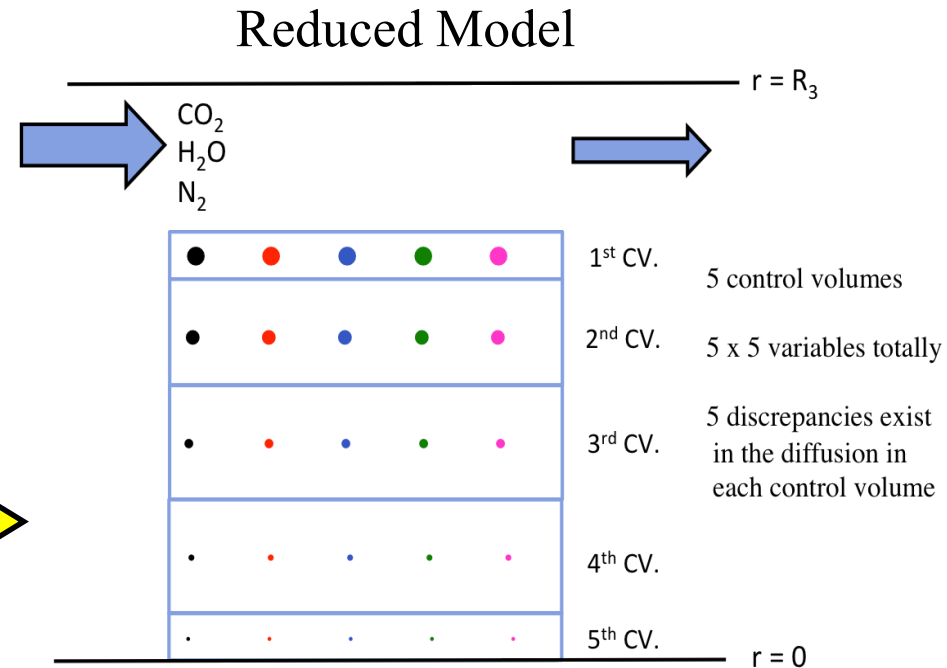 Reduced Model
r = R₃
CO₂
H₂O
N₂
1ˢᵗ CV.
5 control volumes
2ⁿᵈ CV.
5 x 5 variables totally
3ʳᵈ CV.
5 discrepancies exist
in the diffusion in
each control volume
4ᵗʰ CV.
5ᵗʰ CV.
r = 0